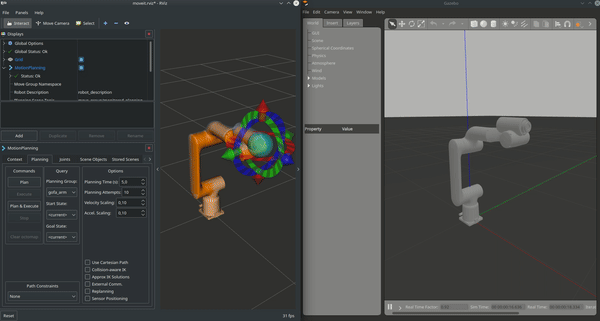 moveit.rviz* - RViz
File Panels Help
Interact Move Camera Select
Displays
Global Options
Global Status: Ok
Grid
MotionPlanning
Status: Ok
Move Group Namespace
Robot Description robot_description
Add Duplicate Remove Rename
MotionPlanning
Context Planning Joints Scene Objects Stored Scenes
Commands Query Options
Plan Planning Group: Planning Time (s): 5,0
Execute Planning Attempts: 10
Plan & Execute Start State: Velocity Scaling: 0,10
Stop <current> Accel. Scaling: 0,10
Goal State:
Clear octomap <current>
Use Cartesian Path
Collision-aware IK
Approx IK Solutions
External Comm.
Replanning
Sensor Positioning
Path Constraints
None
Reset 31 fps
Gazebo
File Edit Camera View Window Help
World Insert Layers
GUI
Scene
Spherical Coordinates
Physics
Atmosphere
Wind
Models
Lights
Property Value
Real Time Factor: Sim Time: Real Time: